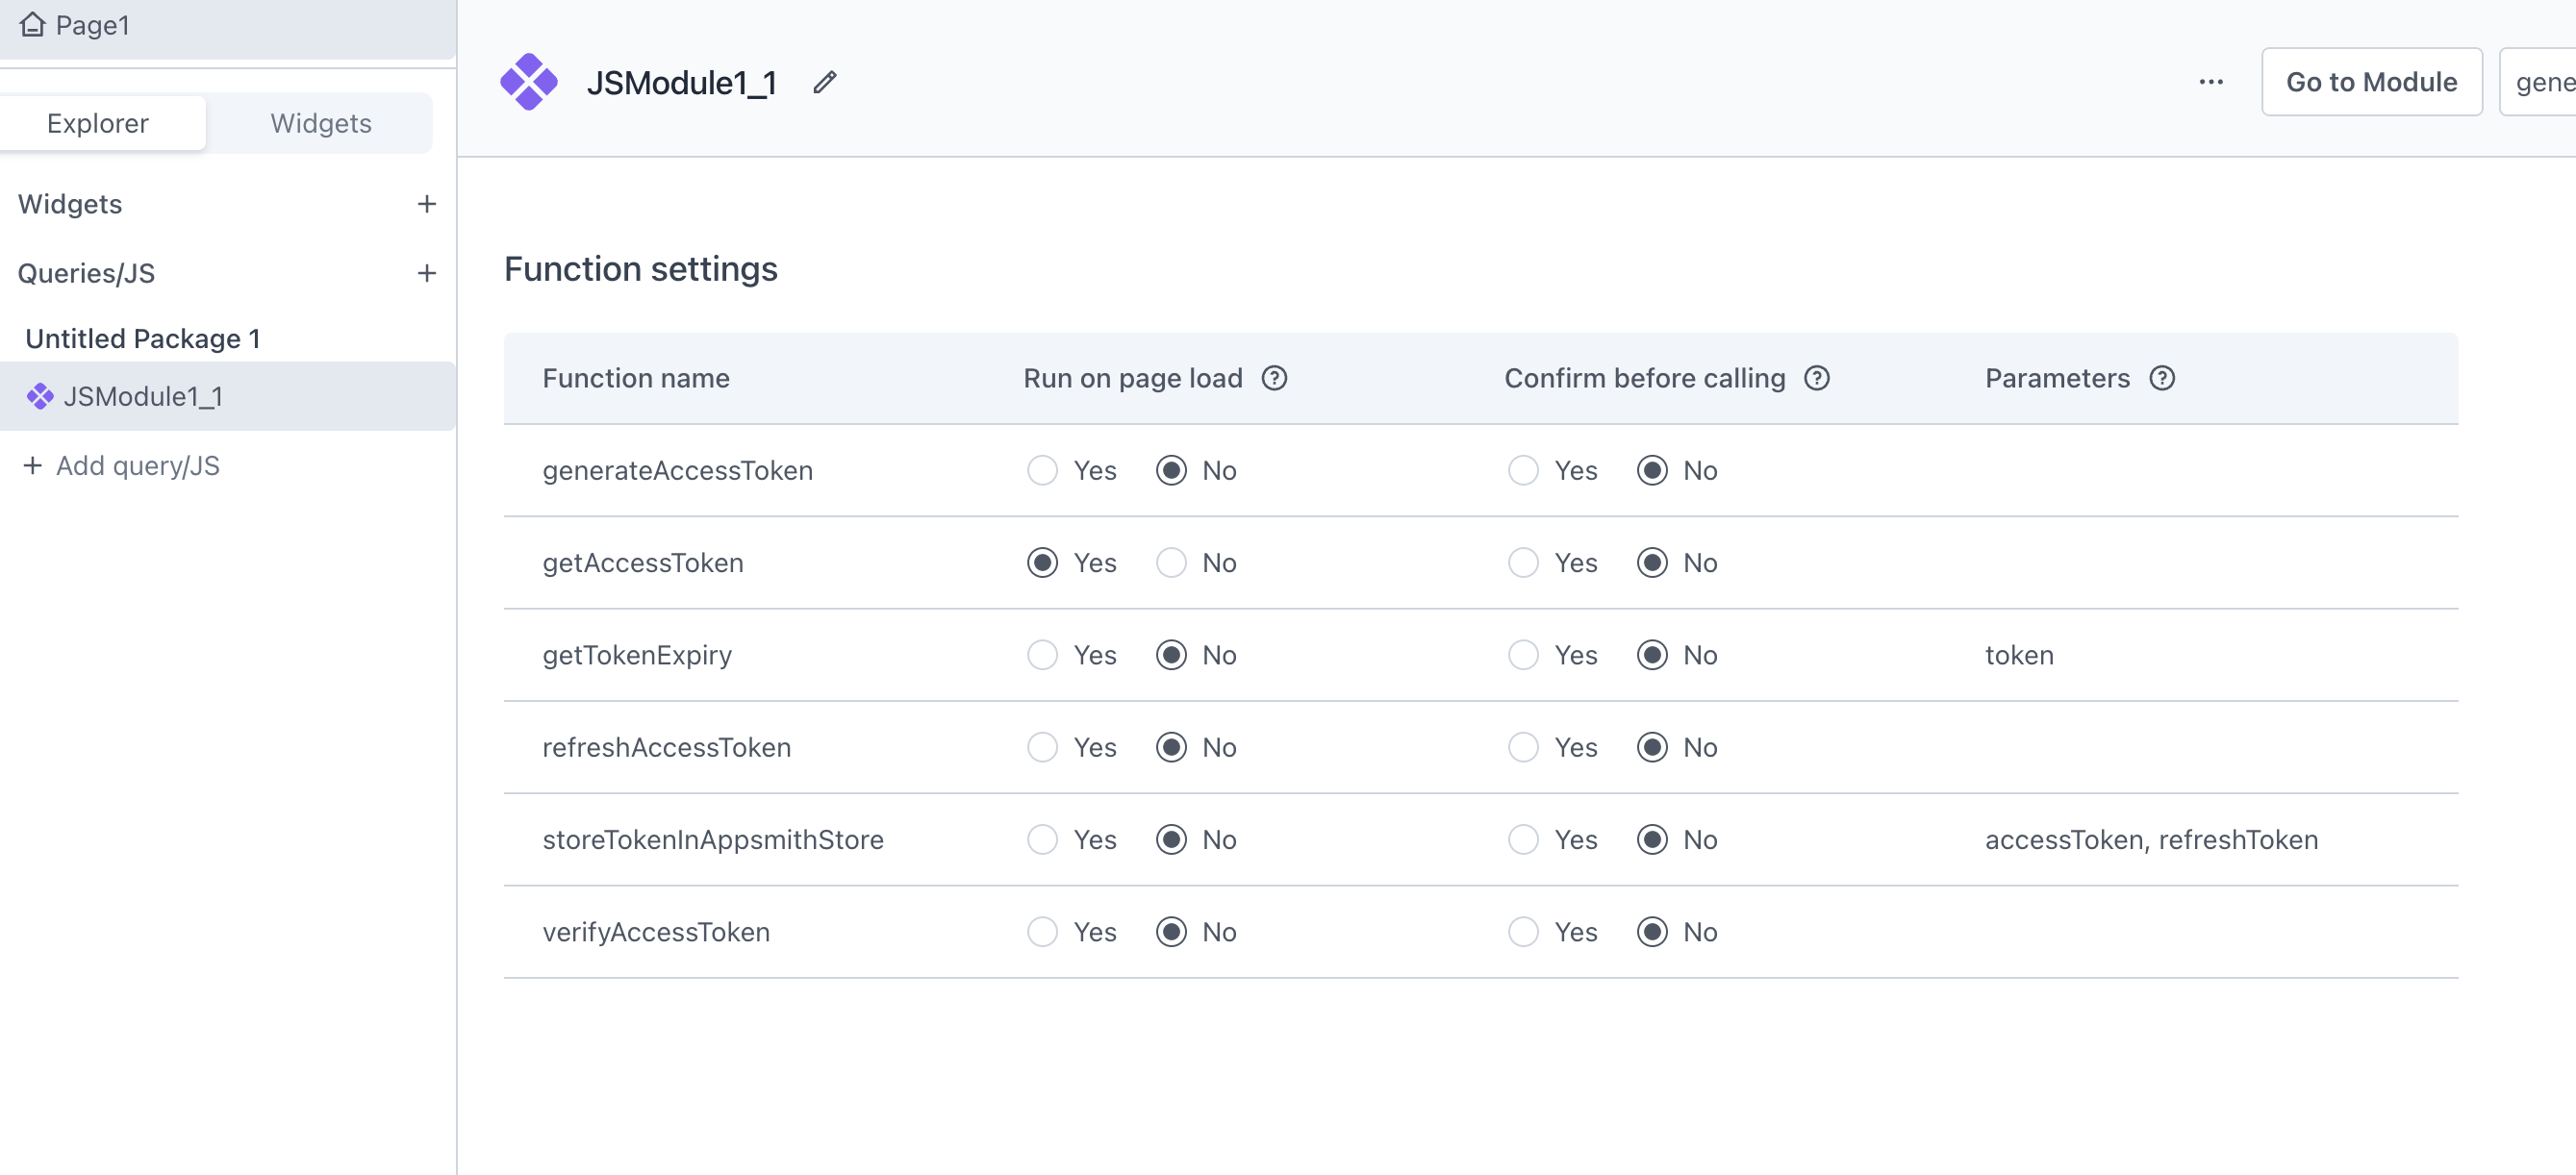 Page1
Explorer Widgets
Widgets
Queries/JS
Untitled Package 1
JSModule1_1
Add query/JS
JSModule1_1
Go to Module
gene
Function settings
Function name Run on page load Confirm before calling Parameters
generateAccessToken Yes No Yes No
getAccessToken Yes No Yes No
getTokenExpiry Yes No Yes No token
refreshAccessToken Yes No Yes No
storeTokenInAppsmithStore Yes No Yes No accessToken, refreshToken
verifyAccessToken Yes No Yes No